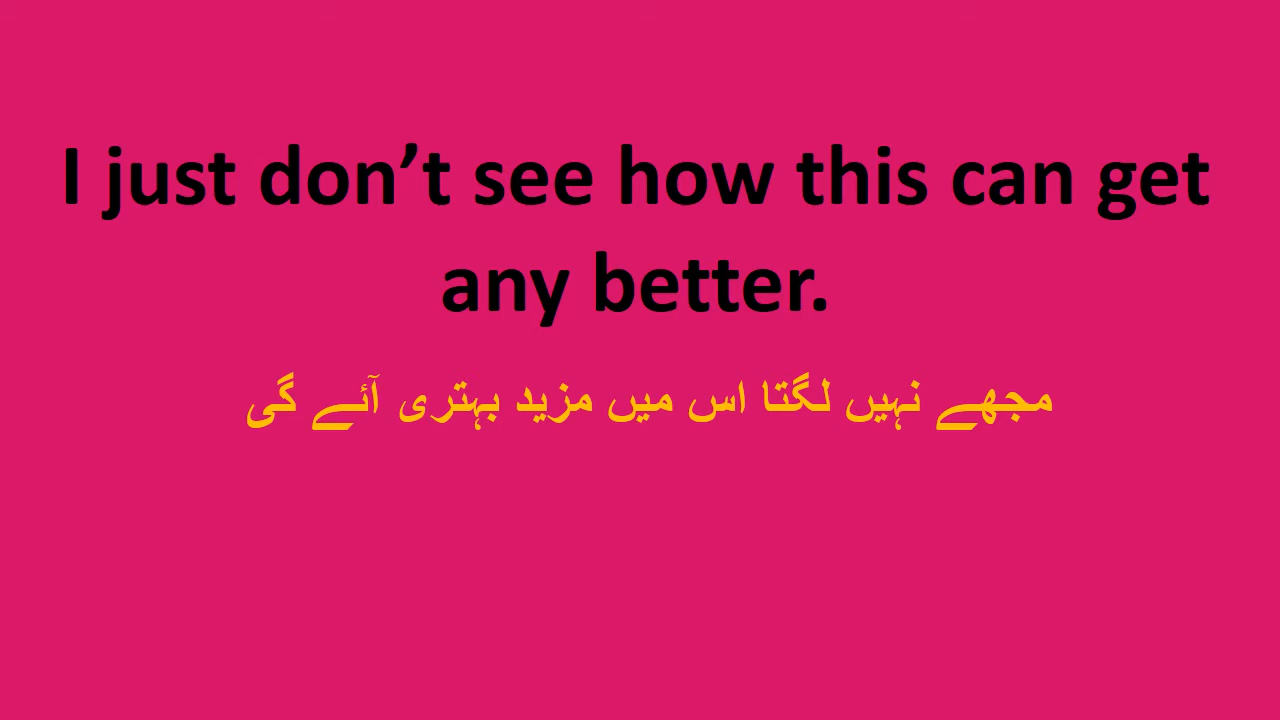 I just don’t see how this can get
any better.
مجھے نہیں لگتا اس میں مزید بہتری آئے گی